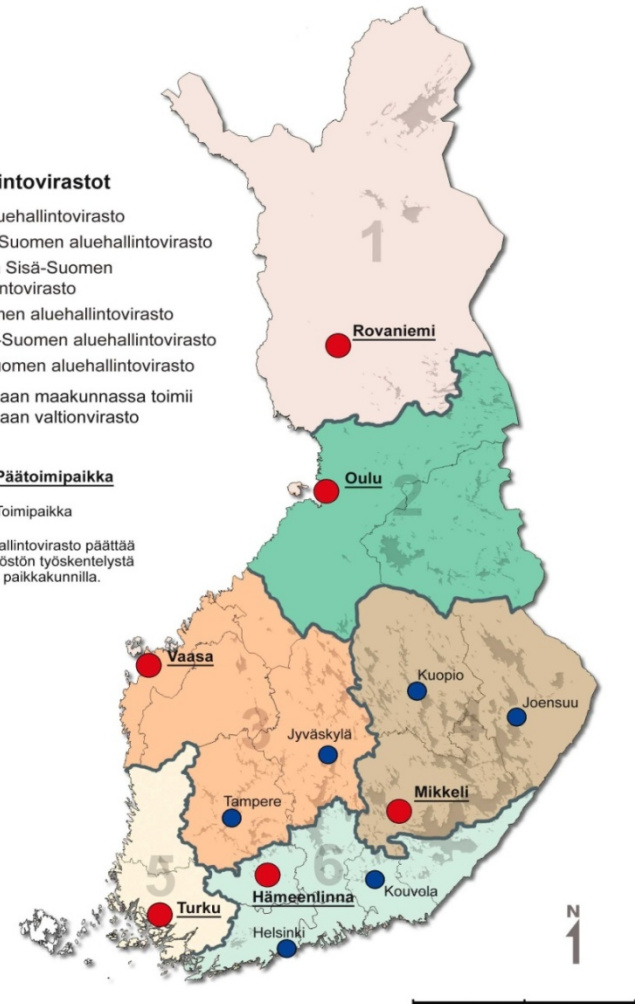 intovirastot
uehallintovirasto
Suomen aluehallintovirasto
Sisä-Suomen
ntovirasto
nen aluehallintovirasto
-Suomen aluehallintovirasto
uomen aluehallintovirasto
aan maakunnassa toimii
aan valtionvirasto
Päätoimipaikka
Toimipaikka
allintovirasto päättää
östön työskentelystä
paikkakunnilla.
1
Rovaniemi
Oulu
2
Vaasa
Kuopio
Joensuu
3
4
Jyväskylä
Mikkeli
Tampere
6
5
Kouvola
Hämeenlinna
Turku
Helsinki
N
1